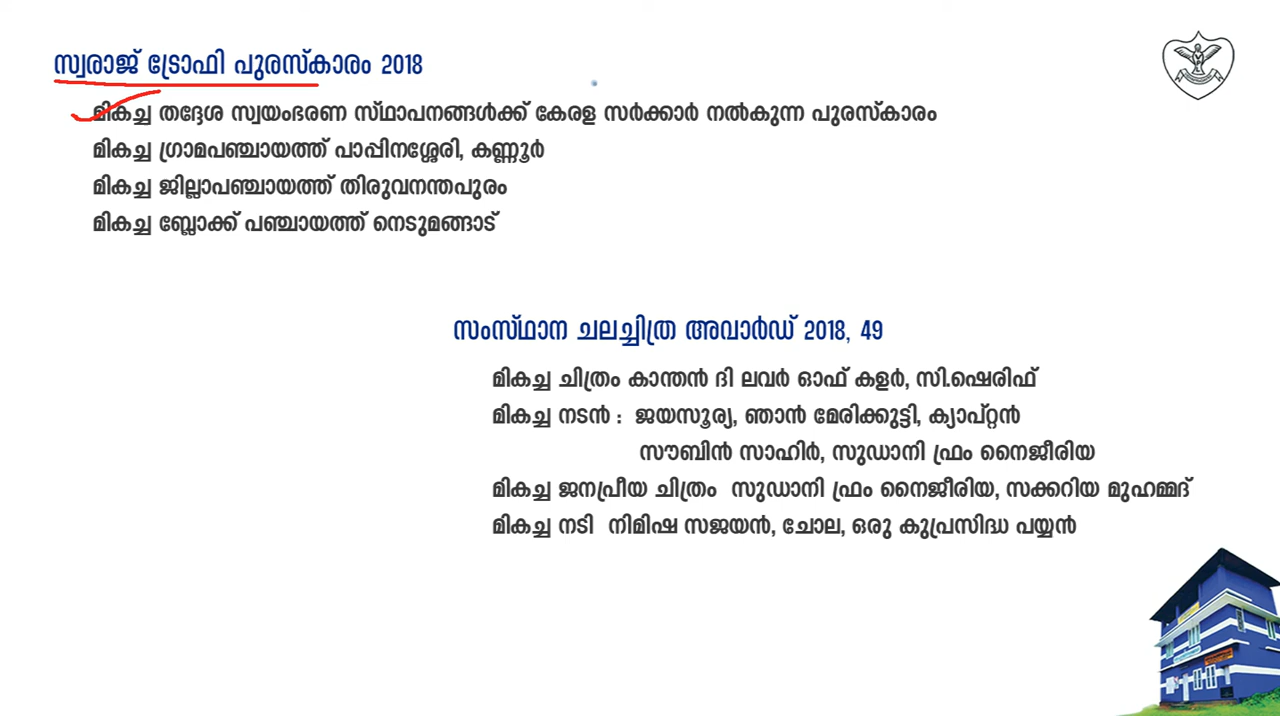 സ്വരാജ് ട്രോഫി പുരസ്കാരം 2018
മികച്ച തദ്ദേശ സ്വയംഭരണ സ്ഥാപനങ്ങൾക്ക് കേരള സർക്കാർ നൽകുന്ന പുരസ്കാരം
മികച്ച ഗ്രാമപഞ്ചായത്ത് പാപ്പിനശ്ശേരി, കണ്ണൂർ
മികച്ച ജില്ലാപഞ്ചായത്ത് തിരുവനന്തപുരം
മികച്ച ബ്ലോക്ക് പഞ്ചായത്ത് നെടുമങ്ങാട്
സംസ്ഥാന ചലച്ചിത്ര അവാർഡ് 2018, 49
മികച്ച ചിത്രം കാന്തൻ ദി ലവർ ഓഫ് കളർ, സി.ഷെരിഫ്
മികച്ച നടൻ : ജയസൂര്യ, ഞാൻ മേരിക്കുട്ടി, ക്യാപ്റ്റൻ
സൗബിൻ സാഹിർ, സുഡാനി ഫ്രം നൈജീരിയ
മികച്ച ജനപ്രീയ ചിത്രം സുഡാനി ഫ്രം നൈജീരിയ, സക്കറിയ മുഹമ്മദ്
മികച്ച നടി നിമിഷ സജയൻ, ചോല, ഒരു കുപ്രസിദ്ധ പയ്യൻ